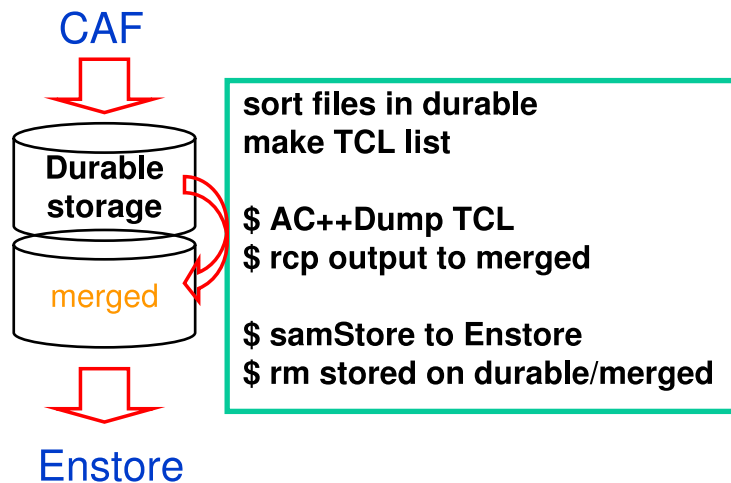 CAF
Durable
storage
merged
Enstore
sort files in durable
make TCL list
$ AC++Dump TCL
$ rcp output to merged
$ samStore to Enstore
$ rm stored on durable/merged